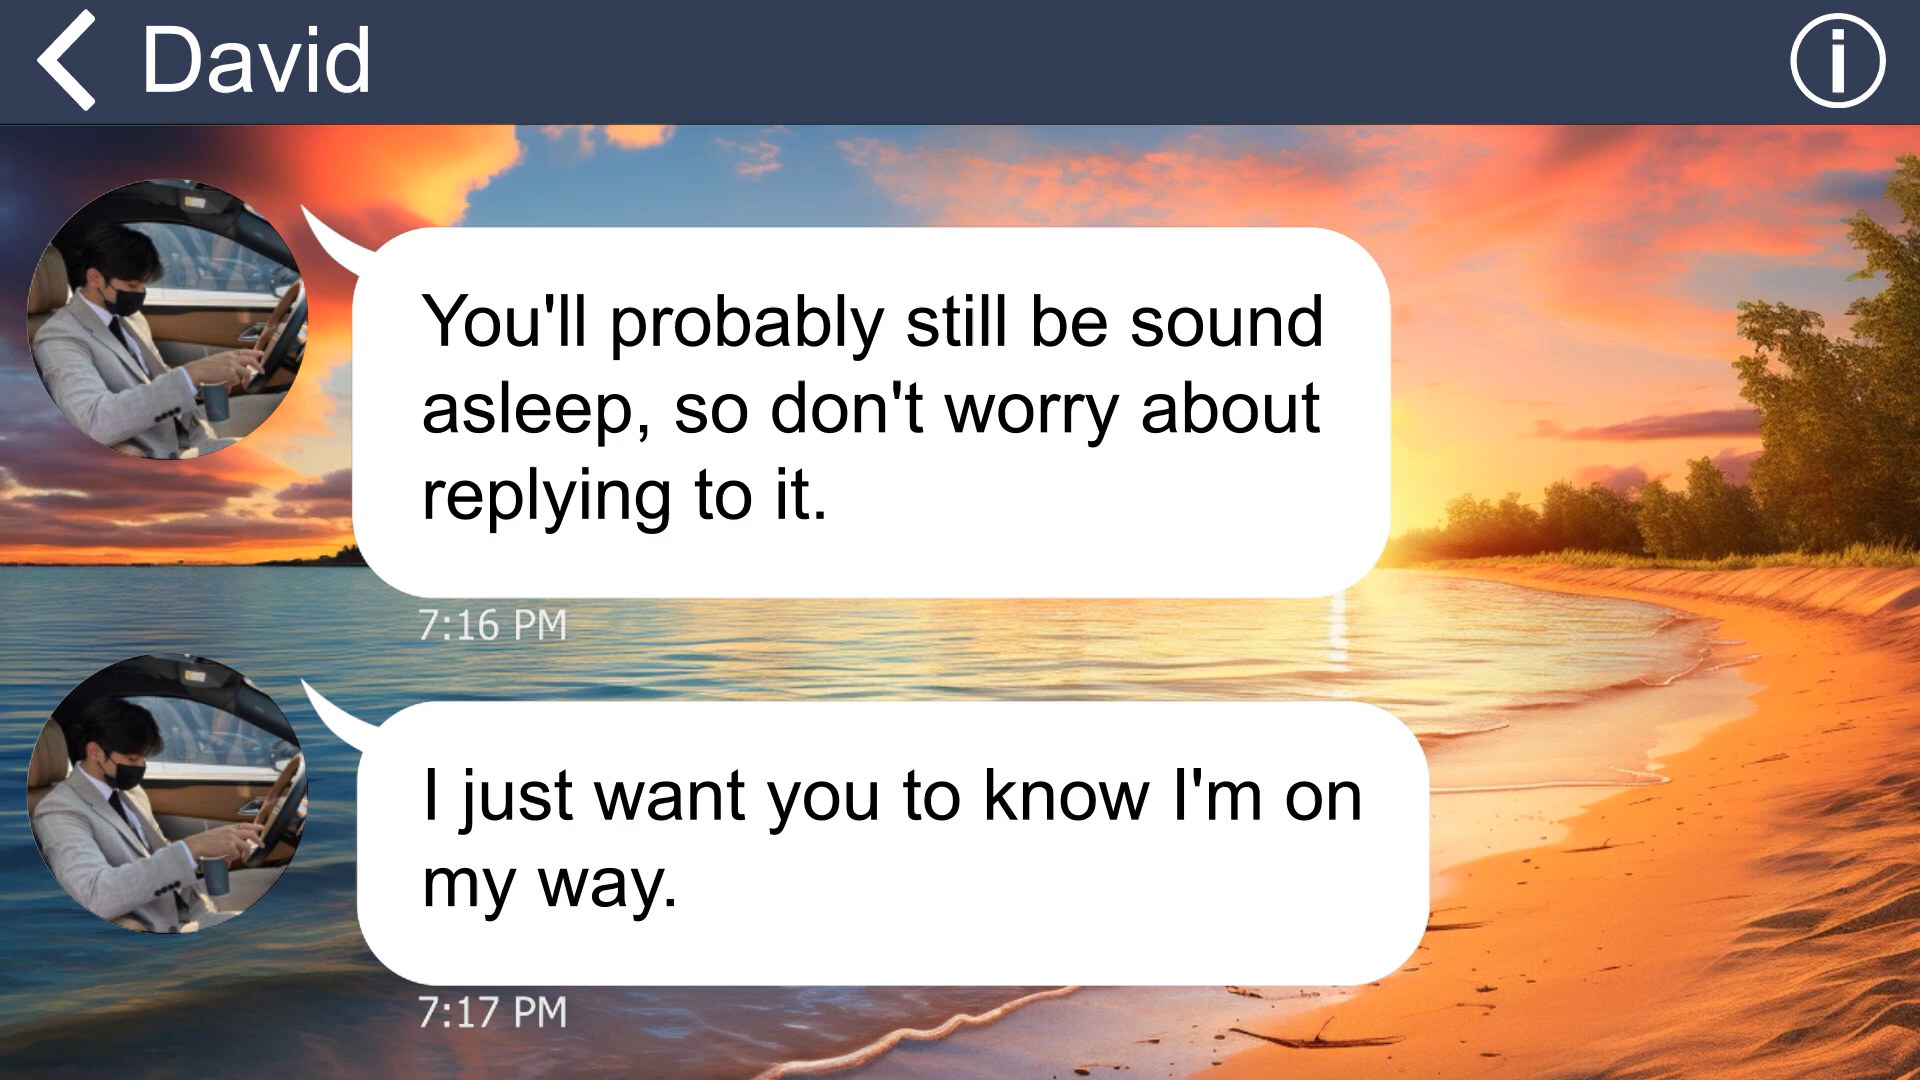 David
You'll probably still be sound
asleep, so don't worry about
replying to it.
7:16 PM
I just want you to know I'm on
my way.
7:17 PM